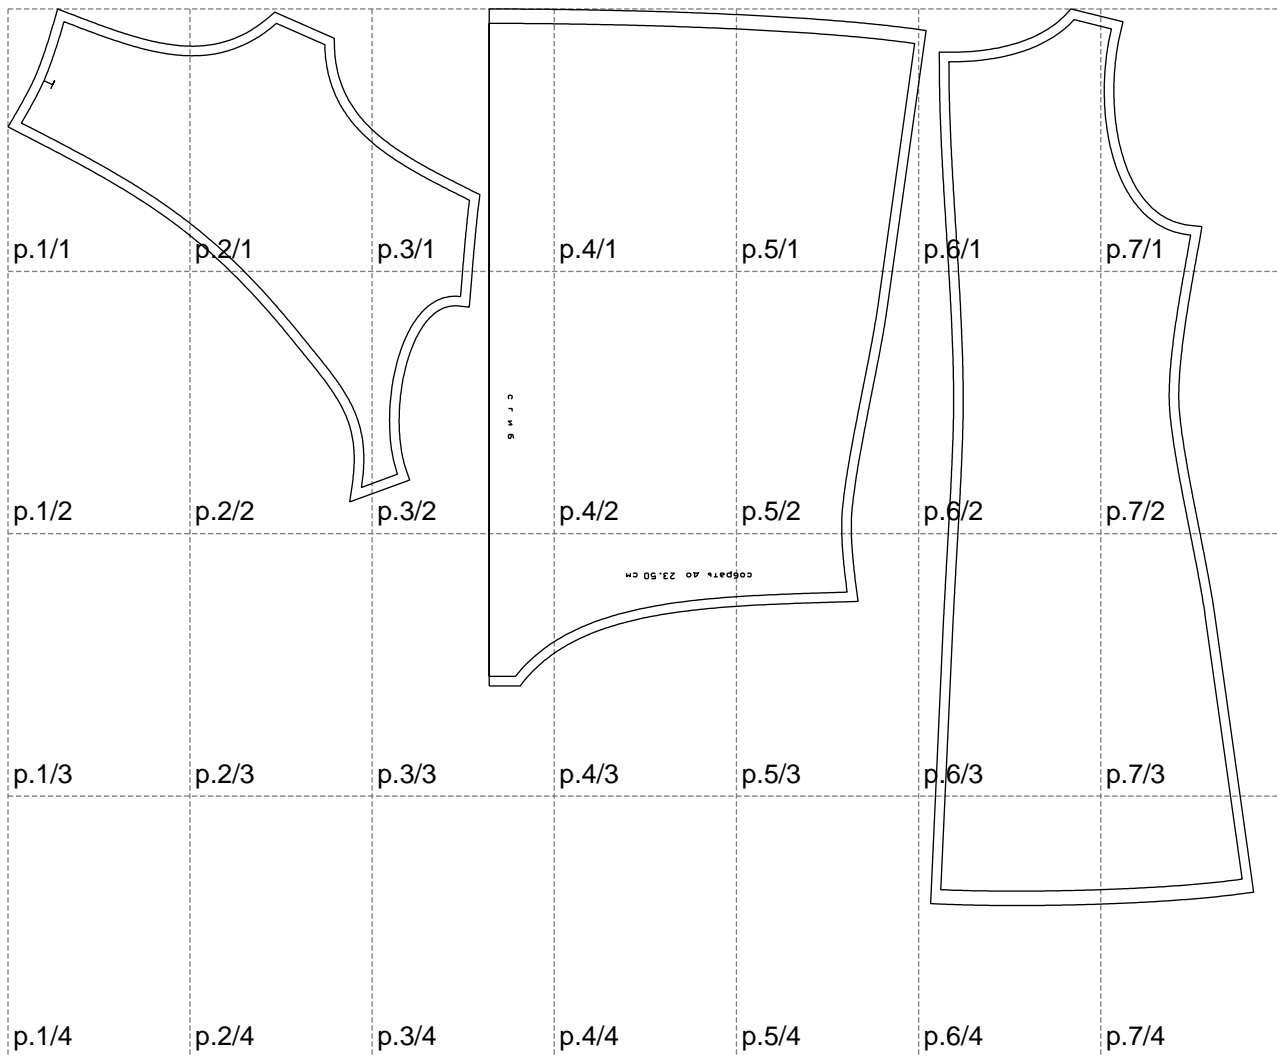 p.1/1 p.2/1 p.3/1 p.4/1 p.5/1 p.6/1 p.7/1
сгиб
p.1/2 p.2/2 p.3/2 p.4/2 p.5/2 p.6/2 p.7/2
собрать до 23.50 см
p.1/3 p.2/3 p.3/3 p.4/3 p.5/3 p.6/3 p.7/3
p.1/4 p.2/4 p.3/4 p.4/4 p.5/4 p.6/4 p.7/4